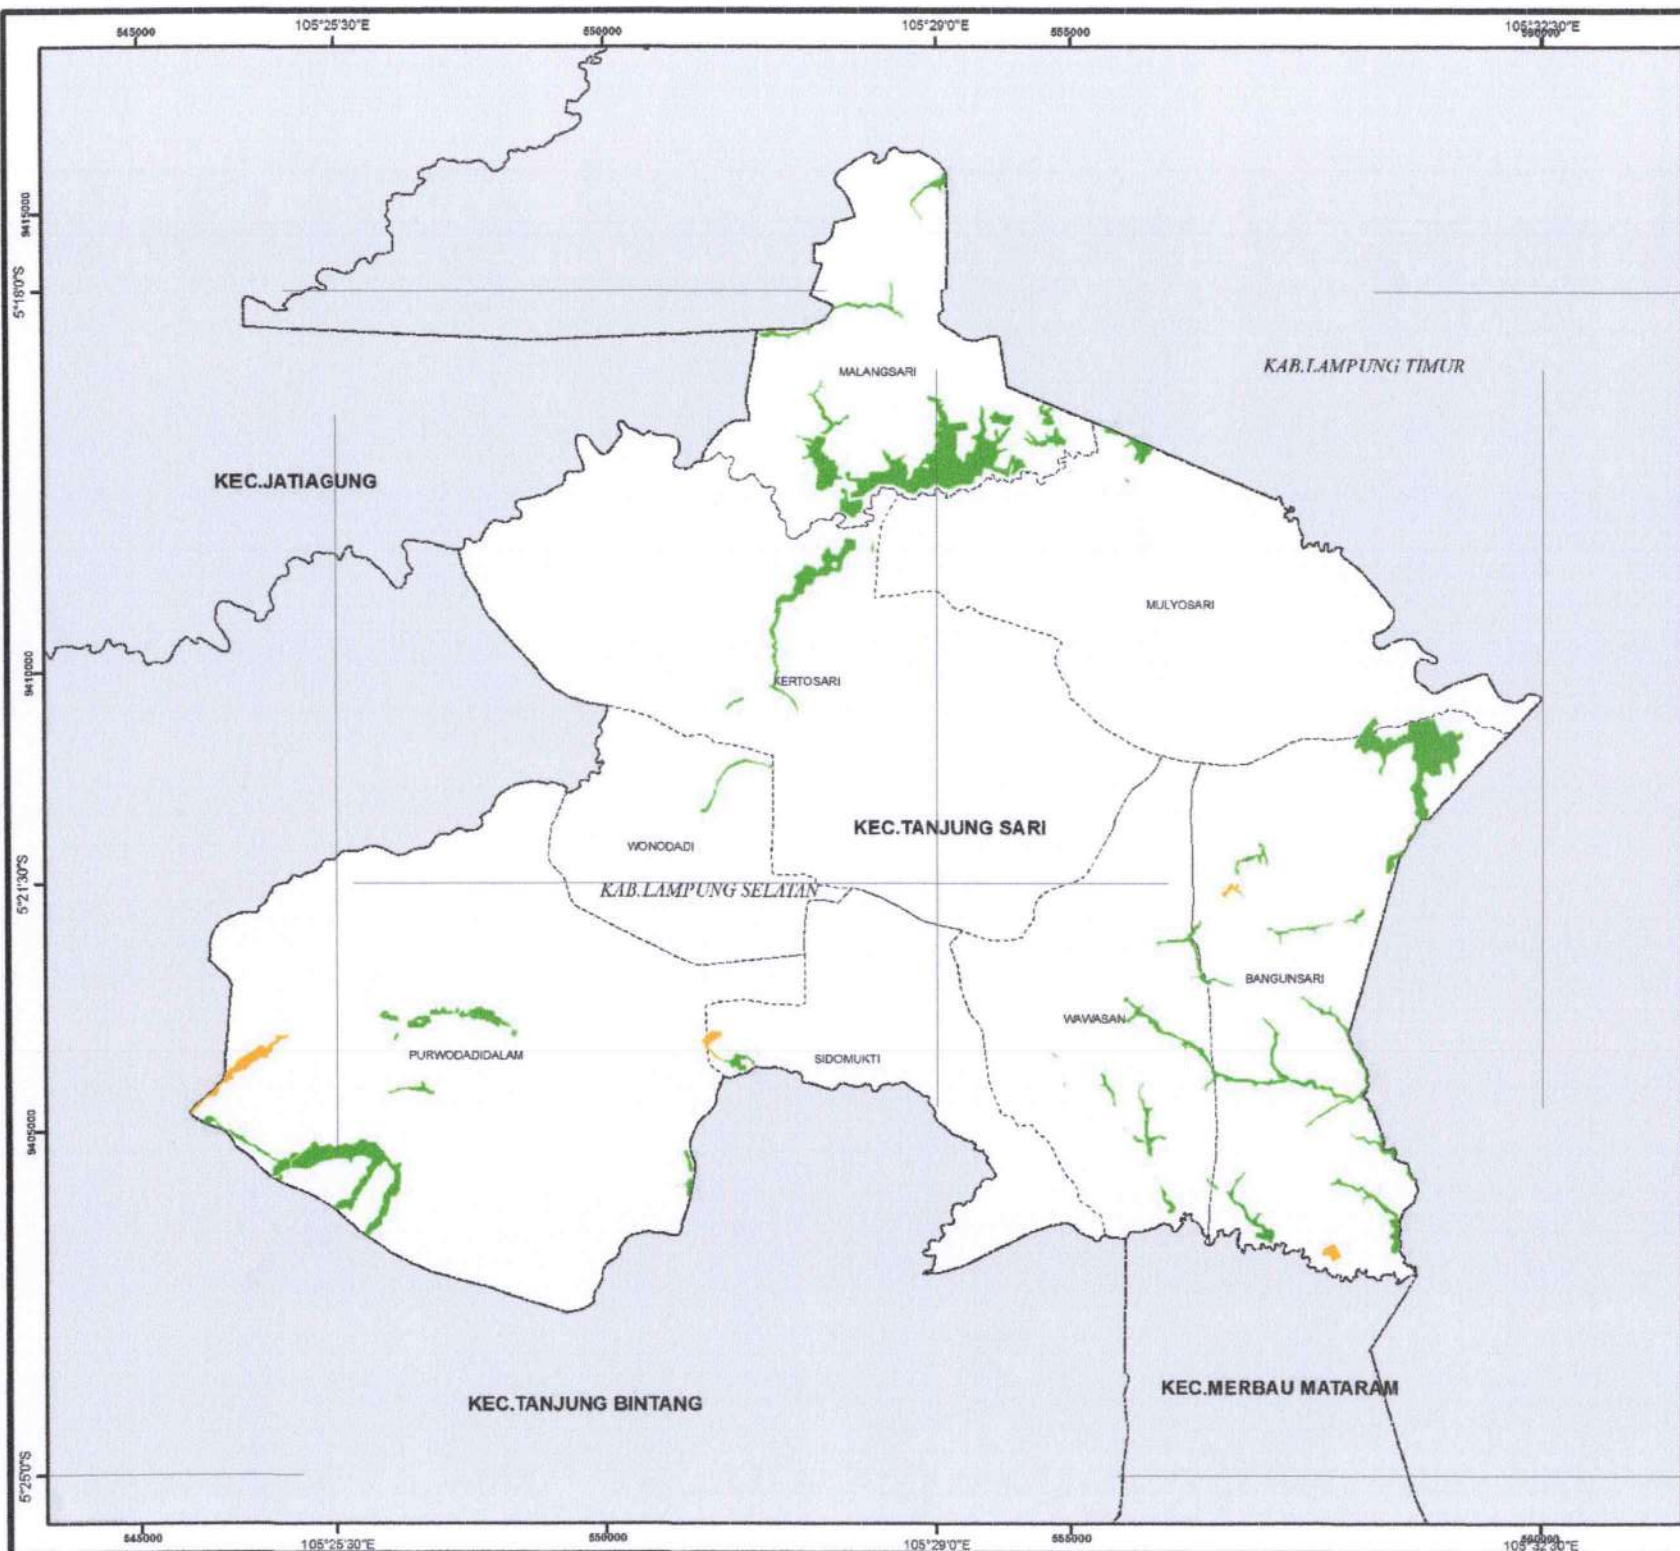 105°25'30"E 105°29'0"E 105°32'30"E
545000 550000 555000 560000
9415000
5°18'0"S
KAB.LAMPUNG TIMUR
MALANGSARI
KEC.JATIAGUNG
MULYOSARI
9410000
KERTOSARI
KEC.TANJUNG SARI
WONODADI
5°21'30"S
KAB.LAMPUNG SELATAN
BANGUNSARI
WAWASAN
PURWODADIDALAM
SIDOMUKTI
9405000
KEC.MERBAU MATARAM
KEC.TANJUNG BINTANG
5°25'0"S
545000 550000 555000 560000
105°25'30"E 105°29'0"E 105°32'30"E